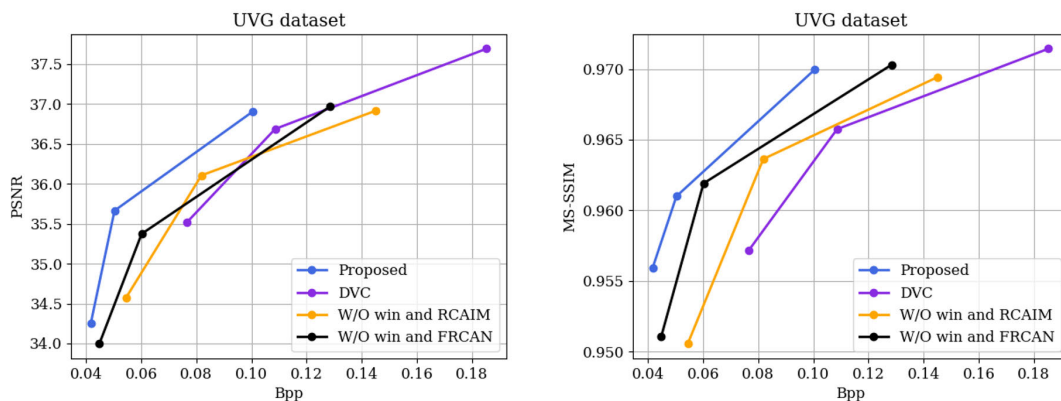 UVG dataset
PSNR
37.5
37.0
36.5
36.0
35.5
35.0
34.5
34.0
0.04 0.06 0.08 0.10 0.12 0.14 0.16 0.18
Bpp
Proposed
DVC
W/O win and RCAIM
W/O win and FRCAN
UVG dataset
MS-SSIM
0.970
0.965
0.960
0.955
0.950
0.04 0.06 0.08 0.10 0.12 0.14 0.16 0.18
Bpp
Proposed
DVC
W/O win and RCAIM
W/O win and FRCAN